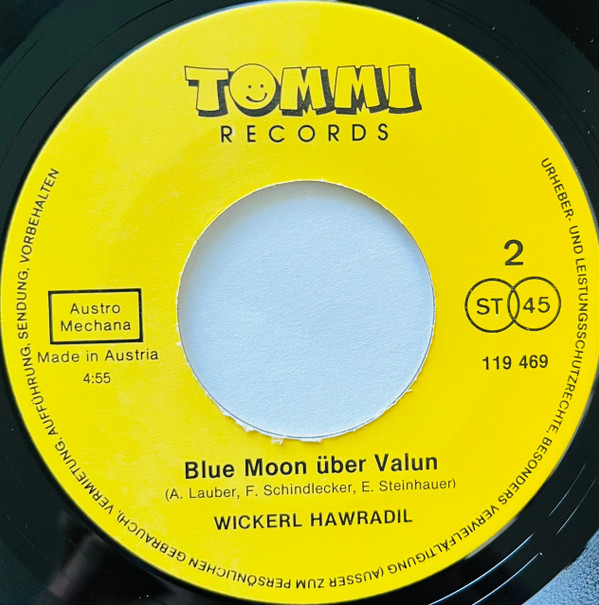 TOMMI
RECORDS
2
ST 45
119 469
Austro
Mechana
Made in Austria
4:55
Blue Moon über Valun
(A. Lauber, F. Schindlecker, E. Steinhauer)
WICKERL HAWRADIL
URHEBER- UND LEISTUNGSSCHUTZRECHTE, BESONDERS VERVIELFÄLTIGUNG (AUSSER ZUM PERSÖNLICHEN GEBRAUCH), VERMIETUNG, AUFFÜHRUNG, SENDUNG, VORBEHALTEN